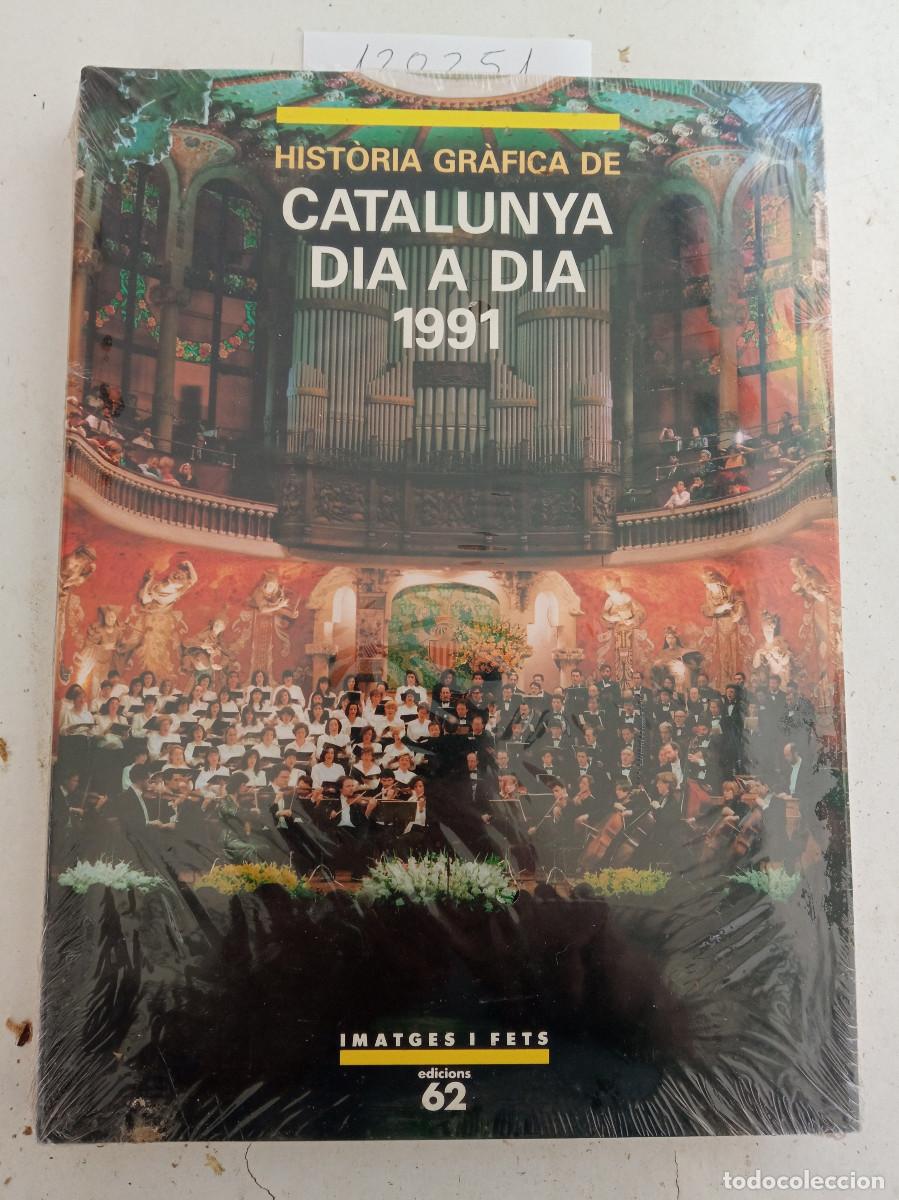 120251
HISTÒRIA GRÀFICA DE
CATALUNYA
DIA A DIA
1991
IMATGES I FETS
edicions
62
todocoleccion